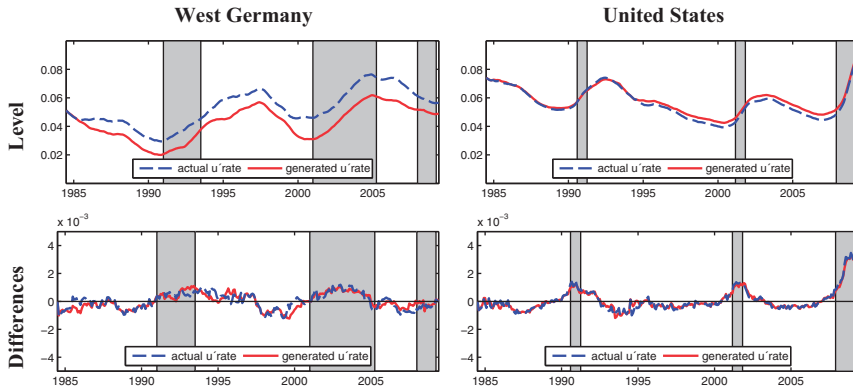 West Germany
United States
Level
0.08
0.06
0.04
0.02
actual u´rate generated u´rate
1985 1990 1995 2000 2005
0.08
0.06
0.04
0.02
actual u´rate generated u´rate
1985 1990 1995 2000 2005
Differences
x 10⁻³
4
2
0
−2
−4
actual u´rate generated u´rate
1985 1990 1995 2000 2005
x 10⁻³
4
2
0
−2
−4
actual u´rate generated u´rate
1985 1990 1995 2000 2005